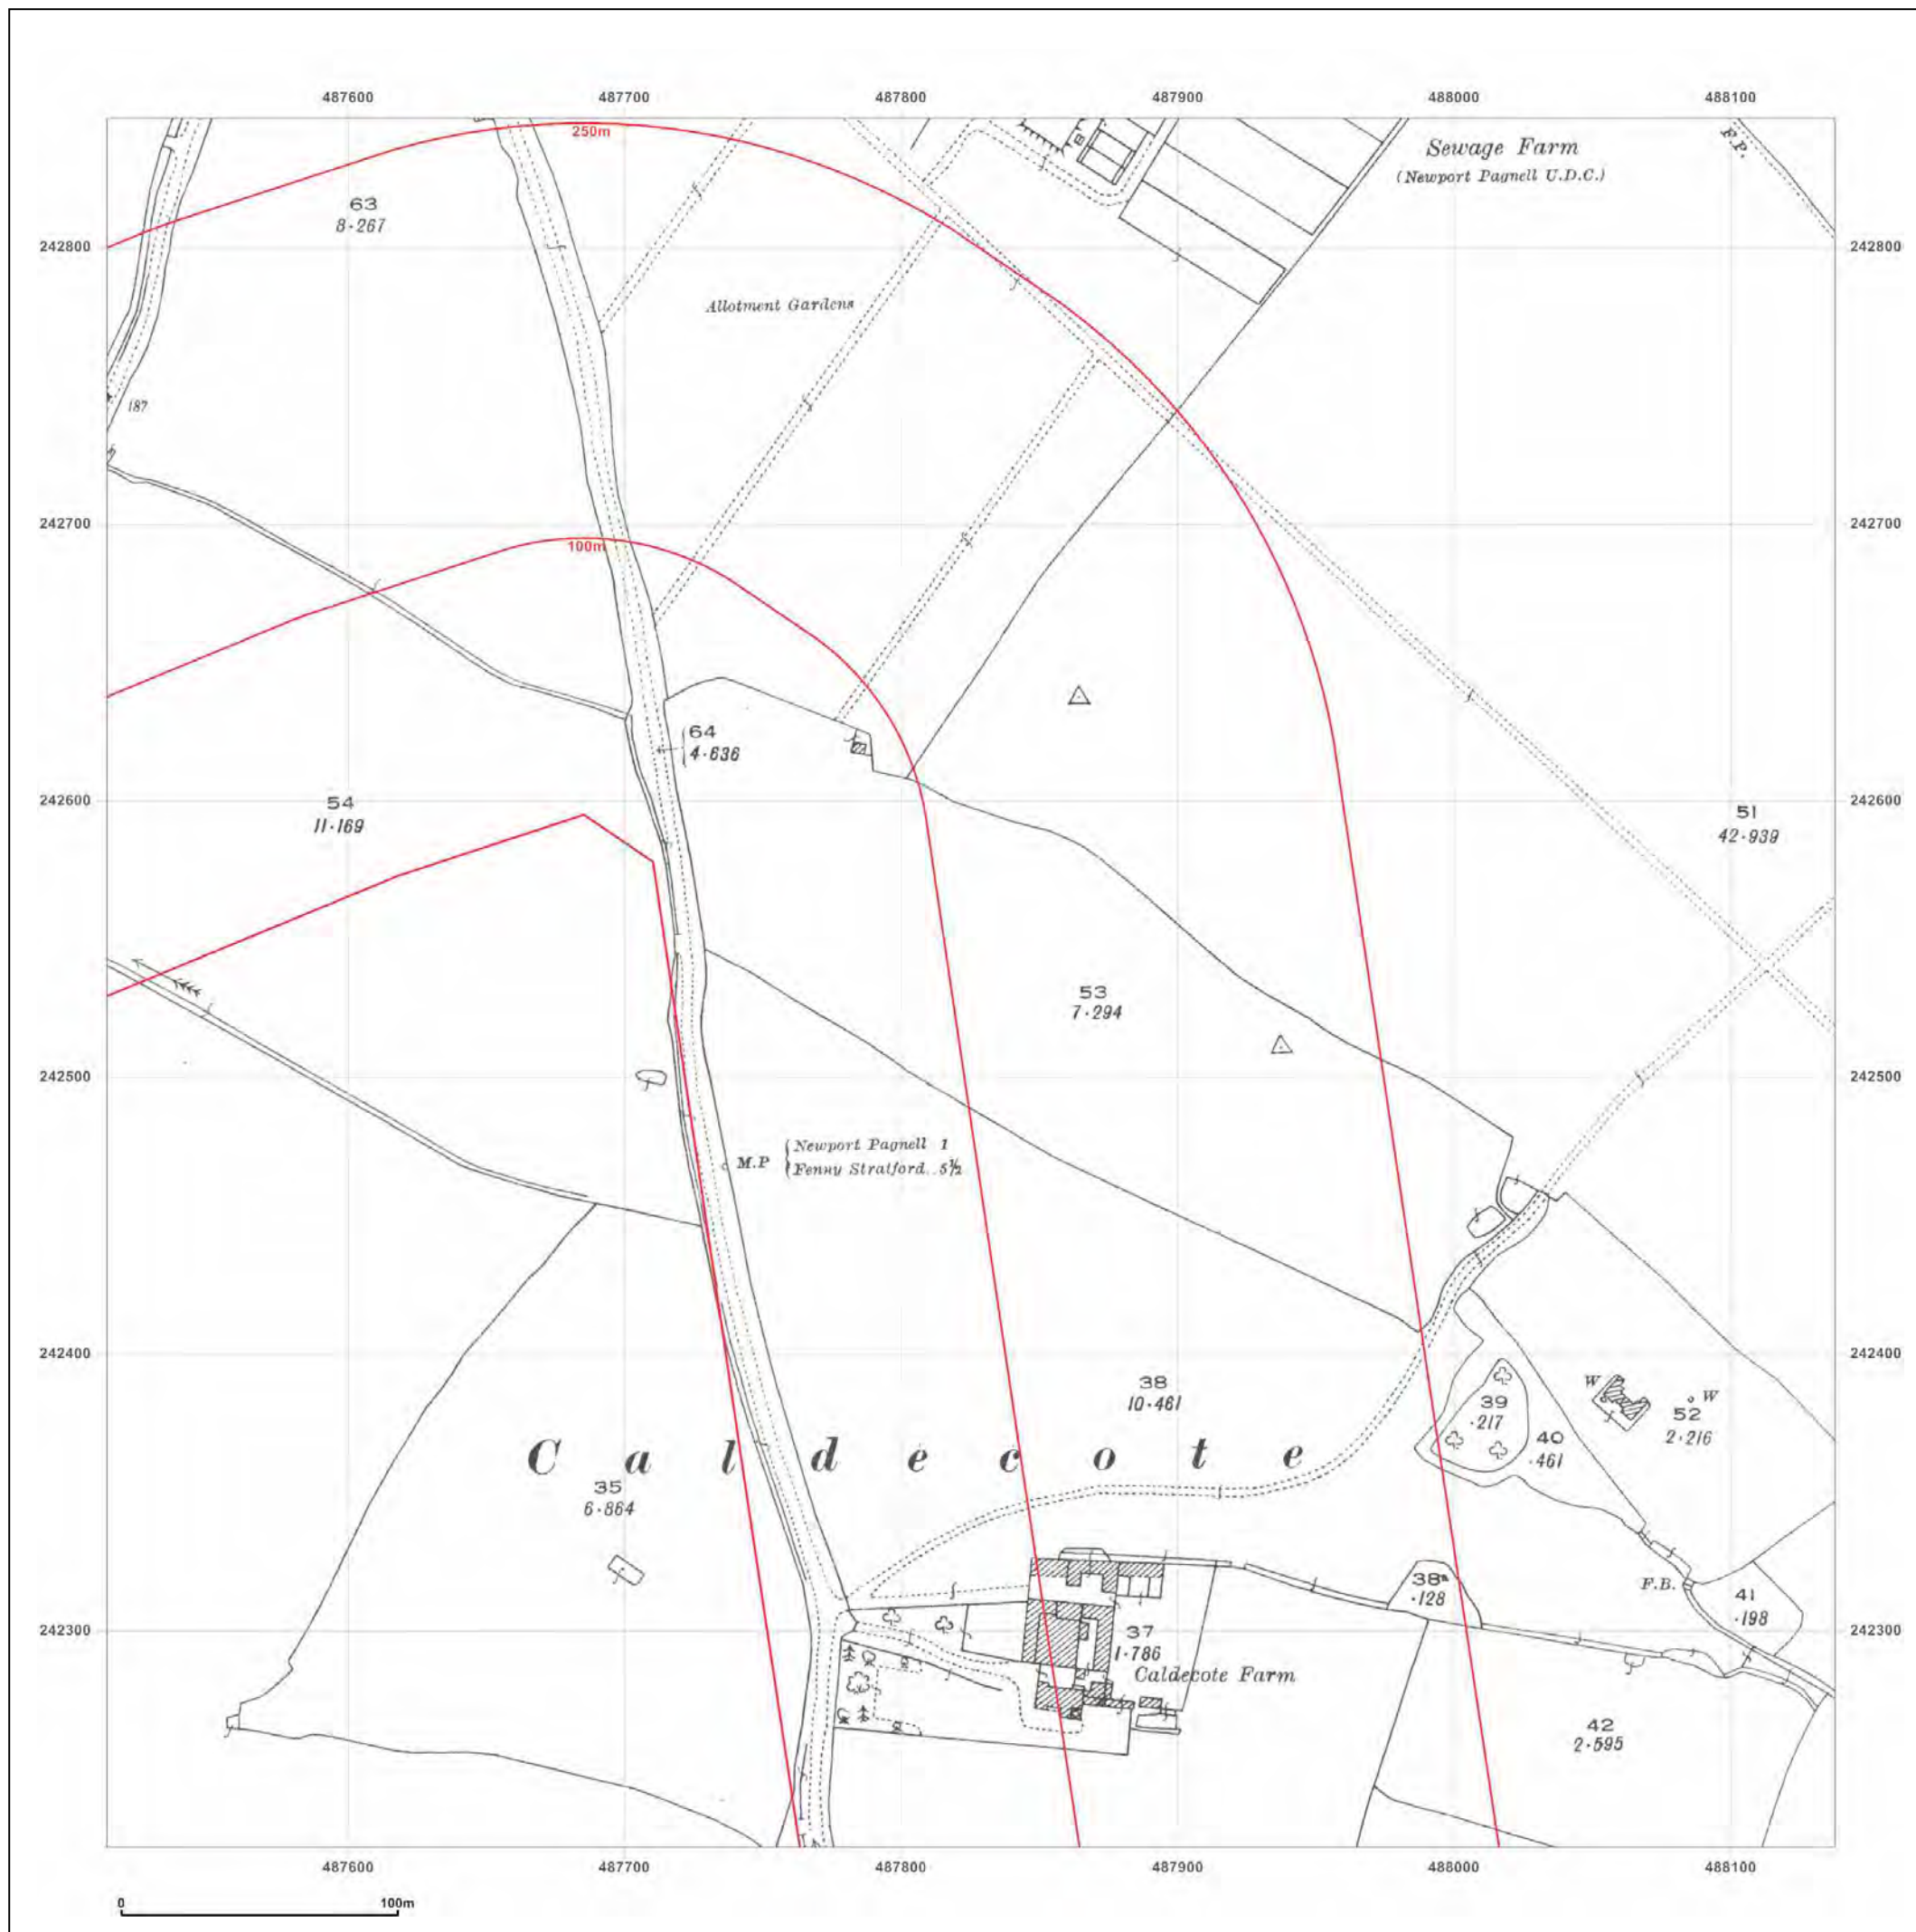 487600 487700 487800 487900 488000 488100
250m
Sewage Farm
(Newport Pagnell U.D.C.)
F.P.
63
8·267
242800 242800
Allotment Gardens
187
242700 242700
100m
64
4·636
242600 242600
54
11·169
51
42·939
53
7·294
242500 242500
M.P { Newport Pagnell 1
Fenny Stratford.. 5½
242400 242400
38
10·461
W
W
39
·217
52
2·216
40
·461
Caldecote
35
6·864
38a
·128
F.B.
41
·198
242300 242300
37
1·786
Caldecote Farm
42
2·595
487600 487700 487800 487900 488000 488100
0 100m